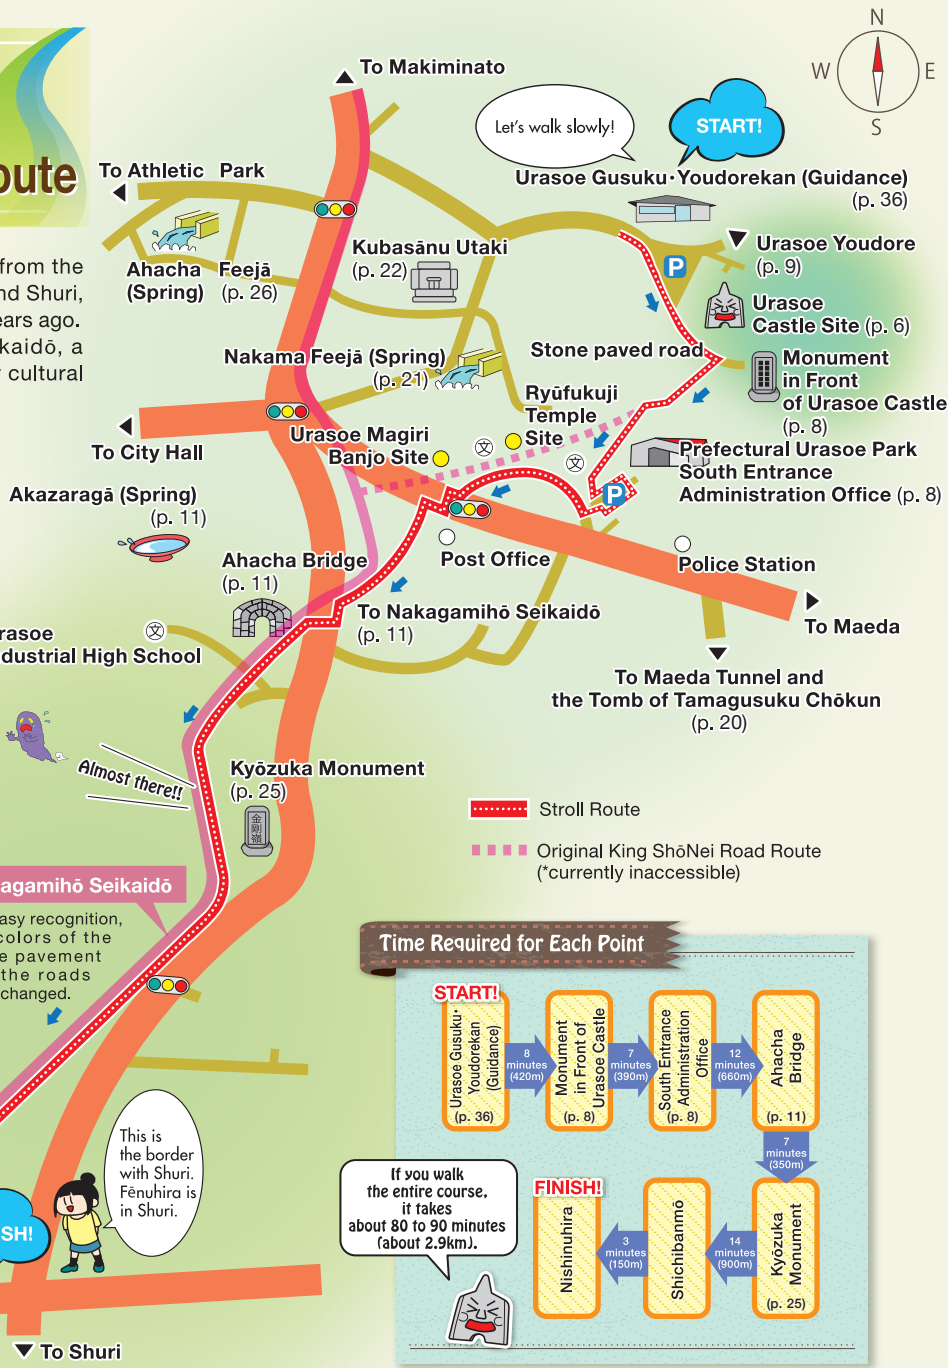 N
W
E
S
oute
To Makiminato
Let's walk slowly!
START!
To Athletic Park
Urasoe Gusuku･Youdorekan (Guidance)
(p. 36)
from the
nd Shuri,
ears ago.
kaidō, a
cultural
Ahacha Feejā
(Spring) (p. 26)
Kubasānu Utaki
(p. 22)
P
Urasoe Youdore
(p. 9)
Urasoe
Castle Site (p. 6)
Stone paved road
Nakama Feejā (Spring)
(p. 21)
Monument
in Front
of Urasoe Castle
(p. 8)
Ryūfukuji
Temple
Site
To City Hall
Urasoe Magiri
Banjo Site
文
文
Prefectural Urasoe Park
South Entrance
Administration Office (p. 8)
P
Akazaragā (Spring)
(p. 11)
Post Office
Police Station
Ahacha Bridge
(p. 11)
To Nakagamihō Seikaidō
(p. 11)
To Maeda
rasoe
dustrial High School
文
To Maeda Tunnel and
the Tomb of Tamagusuku Chōkun
(p. 20)
Almost there!!
Kyōzuka Monument
(p. 25)
金剛嶺
Stroll Route
Original King ShōNei Road Route
(*currently inaccessible)
agamihō Seikaidō
asy recognition,
colors of the
e pavement
the roads
changed.
This is
the border
with Shuri.
Fēnuhira is
in Shuri.
SH!
To Shuri
Time Required for Each Point
START!
Urasoe Gusuku･
Youdorekan
(Guidance)
(p. 36)
8
minutes
(420m)
Monument
in Front of
Urasoe Castle
(p. 8)
7
minutes
(390m)
South Entrance
Administration
Office
(p. 8)
12
minutes
(660m)
Ahacha
Bridge
(p. 11)
7
minutes
(350m)
Kyōzuka
Monument
(p. 25)
14
minutes
(900m)
Shichibanmō
3
minutes
(150m)
FINISH!
Nishinuhira
If you walk
the entire course,
it takes
about 80 to 90 minutes
(about 2.9km).